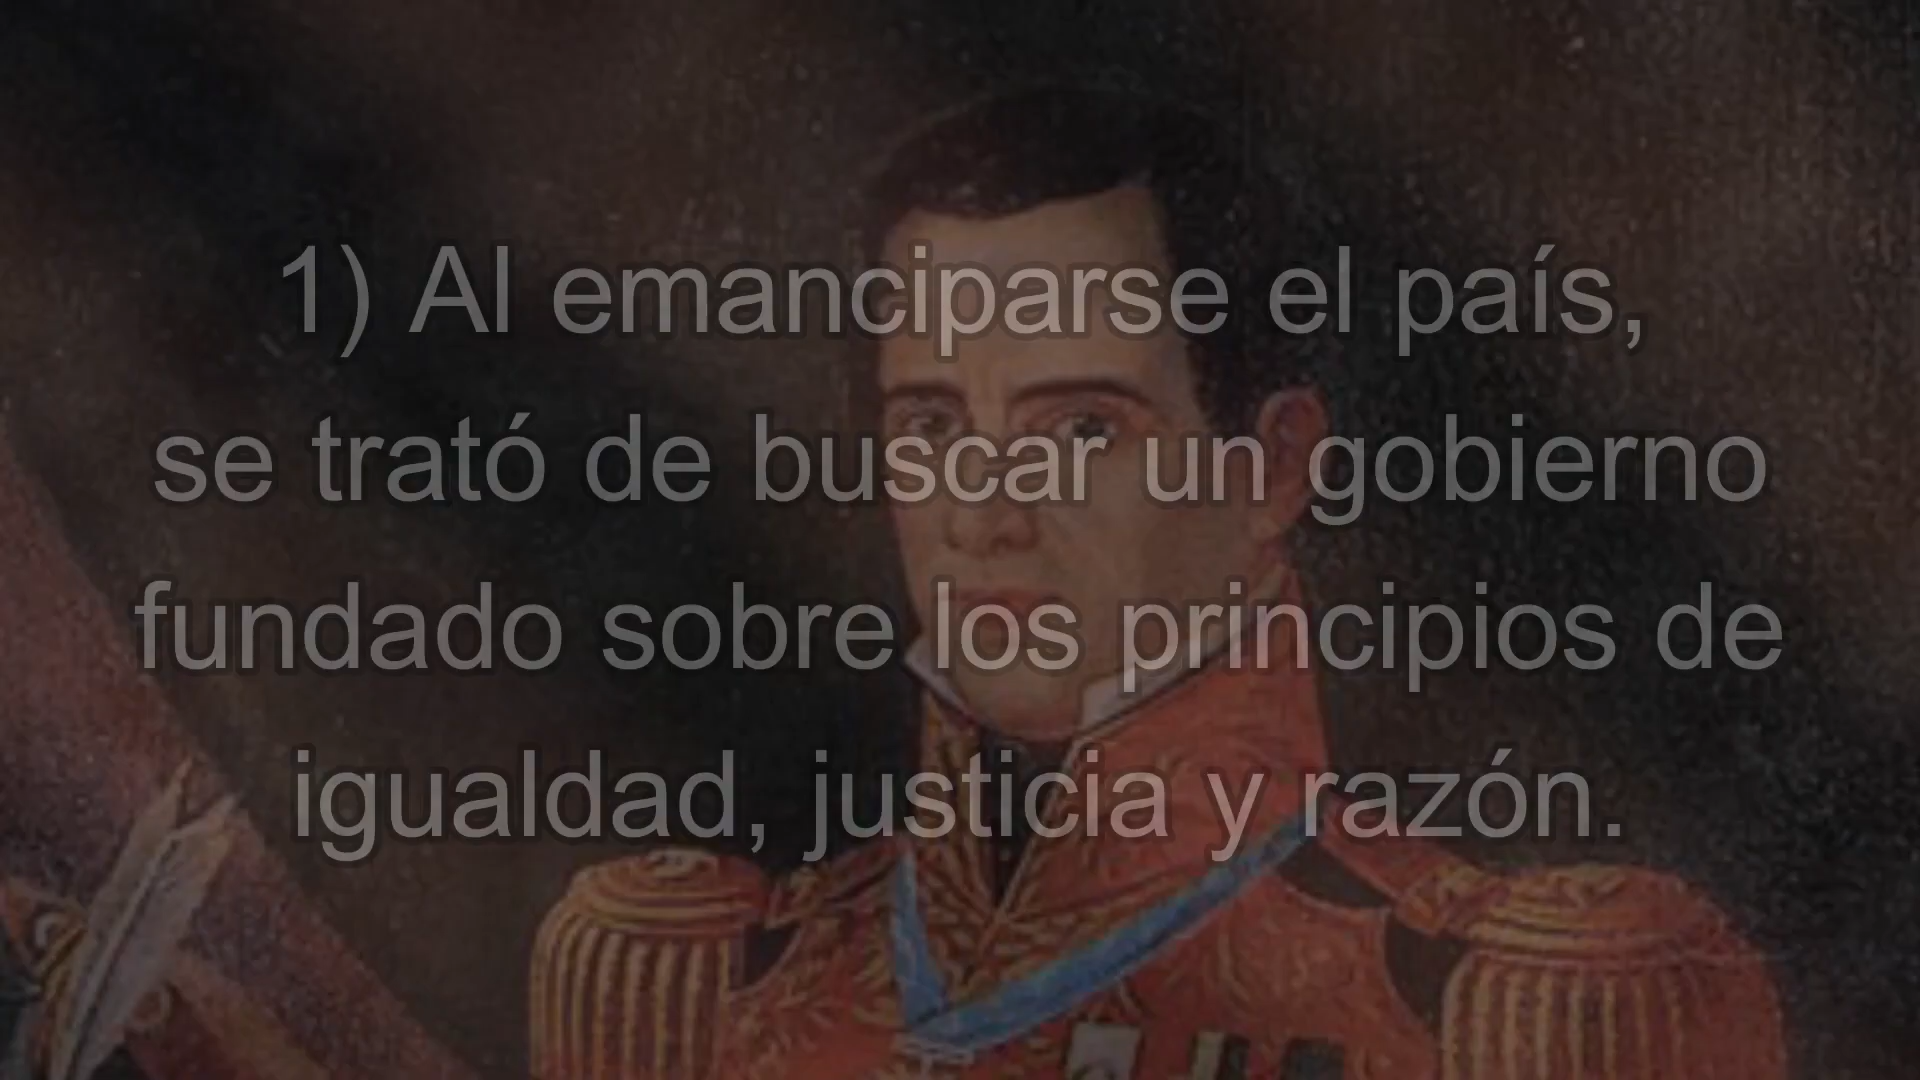 1) Al emanciparse el país,
se trató de buscar un gobierno
fundado sobre los principios de
igualdad, justicia y razón.